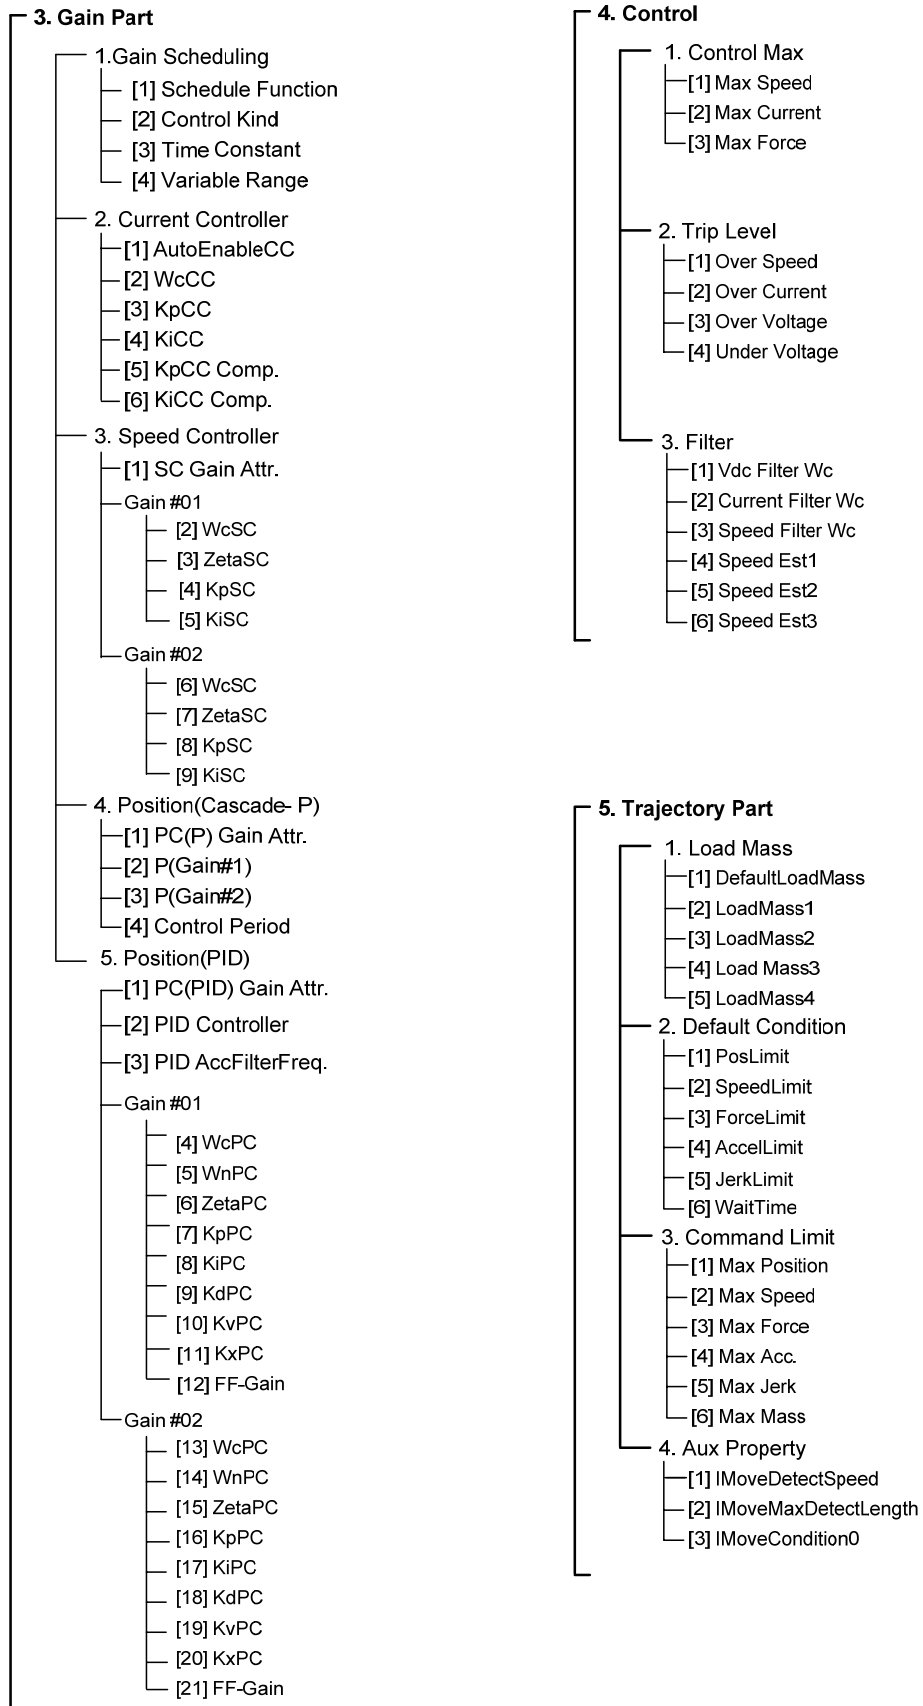 3. Gain Part
1.Gain Scheduling
[1] Schedule Function
[2] Control Kind
[3] Time Constant
[4] Variable Range
2. Current Controller
[1] AutoEnableCC
[2] WcCC
[3] KpCC
[4] KiCC
[5] KpCC Comp.
[6] KiCC Comp.
3. Speed Controller
[1] SC Gain Attr.
Gain #01
[2] WcSC
[3] ZetaSC
[4] KpSC
[5] KiSC
Gain #02
[6] WcSC
[7] ZetaSC
[8] KpSC
[9] KiSC
4. Position(Cascade- P)
[1] PC(P) Gain Attr.
[2] P(Gain#1)
[3] P(Gain#2)
[4] Control Period
5. Position(PID)
[1] PC(PID) Gain Attr.
[2] PID Controller
[3] PID AccFilterFreq.
Gain #01
[4] WcPC
[5] WnPC
[6] ZetaPC
[7] KpPC
[8] KiPC
[9] KdPC
[10] KvPC
[11] KxPC
[12] FF-Gain
Gain #02
[13] WcPC
[14] WnPC
[15] ZetaPC
[16] KpPC
[17] KiPC
[18] KdPC
[19] KvPC
[20] KxPC
[21] FF-Gain
4. Control
1. Control Max
[1] Max Speed
[2] Max Current
[3] Max Force
2. Trip Level
[1] Over Speed
[2] Over Current
[3] Over Voltage
[4] Under Voltage
3. Filter
[1] Vdc Filter Wc
[2] Current Filter Wc
[3] Speed Filter Wc
[4] Speed Est1
[5] Speed Est2
[6] Speed Est3
5. Trajectory Part
1. Load Mass
[1] DefaultLoadMass
[2] LoadMass1
[3] LoadMass2
[4] Load Mass3
[5] LoadMass4
2. Default Condition
[1] PosLimit
[2] SpeedLimit
[3] ForceLimit
[4] AccelLimit
[5] JerkLimit
[6] WaitTime
3. Command Limit
[1] Max Position
[2] Max Speed
[3] Max Force
[4] Max Acc.
[5] Max Jerk
[6] Max Mass
4. Aux Property
[1] IMoveDetectSpeed
[2] IMoveMaxDetectLength
[3] IMoveCondition0